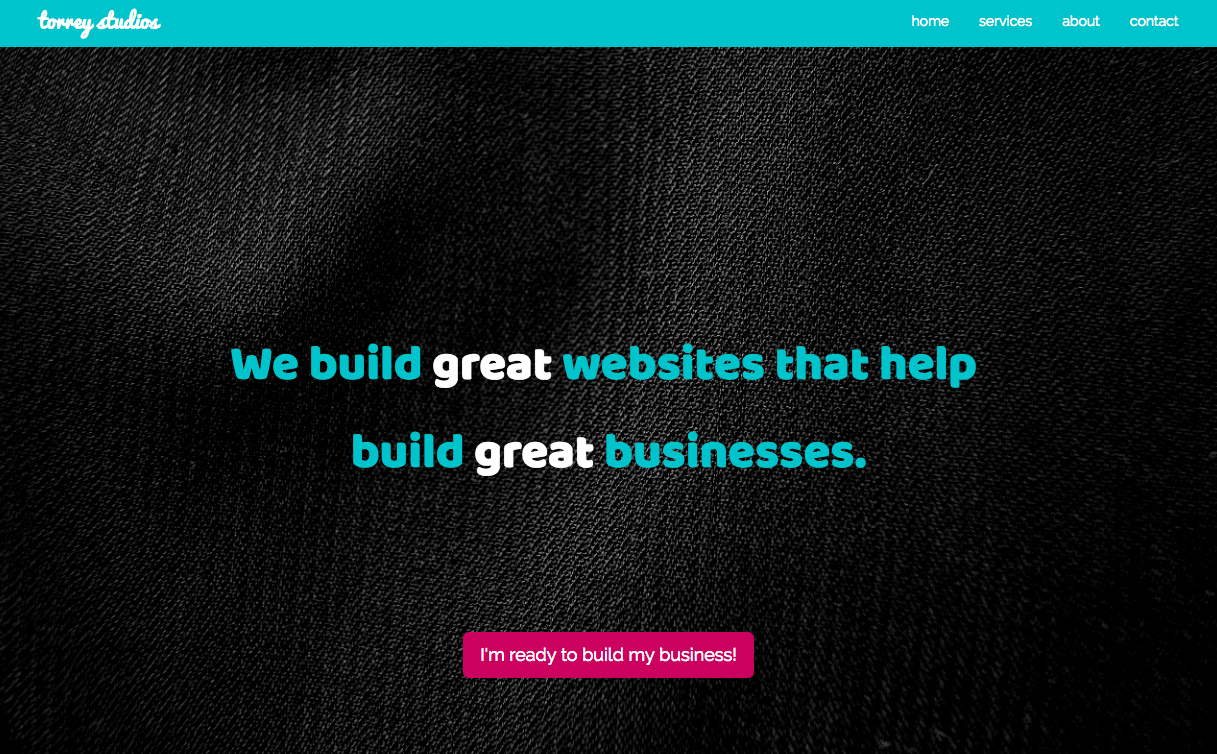 torrey studios
home services about contact
We build great websites that help
build great businesses.
I'm ready to build my business!